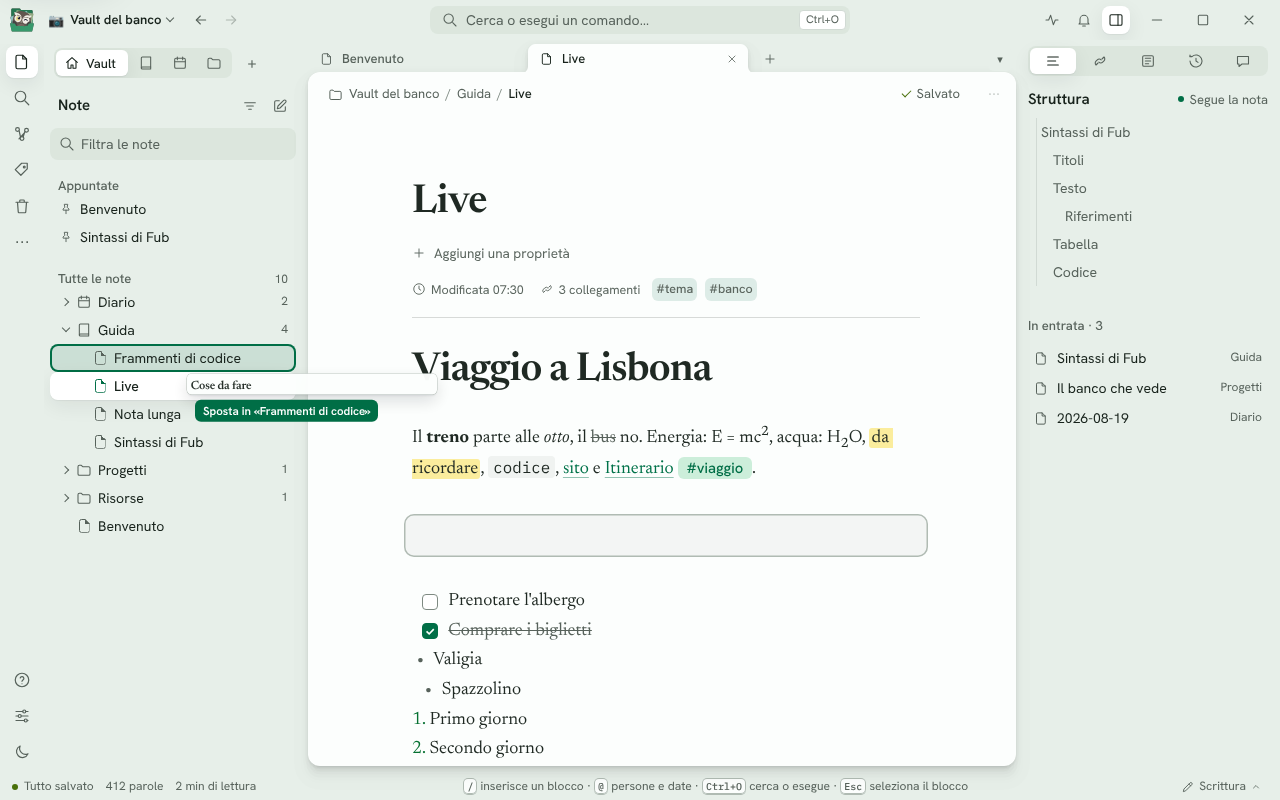 Vault del banco
Cerca o esegui un comando…
Ctrl+O
Vault
Note
Filtra le note
Appuntate
Benvenuto
Sintassi di Fub
Tutte le note 10
Diario 2
Guida 4
Frammenti di codice
Live
Cose da fare
Sposta in «Frammenti di codice»
Nota lunga
Sintassi di Fub
Progetti 1
Risorse 1
Benvenuto
Benvenuto
Live
Vault del banco / Guida / Live
Salvato
Live
Aggiungi una proprietà
Modificata 07:30 3 collegamenti #tema #banco
Viaggio a Lisbona
Il treno parte alle otto, il bus no. Energia: E = mc2, acqua: H2O, da
ricordare, codice, sito e Itinerario #viaggio.
Prenotare l'albergo
Comprare i biglietti
• Valigia
• Spazzolino
1. Primo giorno
2. Secondo giorno
Struttura
Segue la nota
Sintassi di Fub
Titoli
Testo
Riferimenti
Tabella
Codice
In entrata · 3
Sintassi di Fub Guida
Il banco che vede Progetti
2026-08-19 Diario
Tutto salvato 412 parole 2 min di lettura
/ inserisce un blocco · @ persone e date · Ctrl+O cerca o esegue · Esc seleziona il blocco
Scrittura